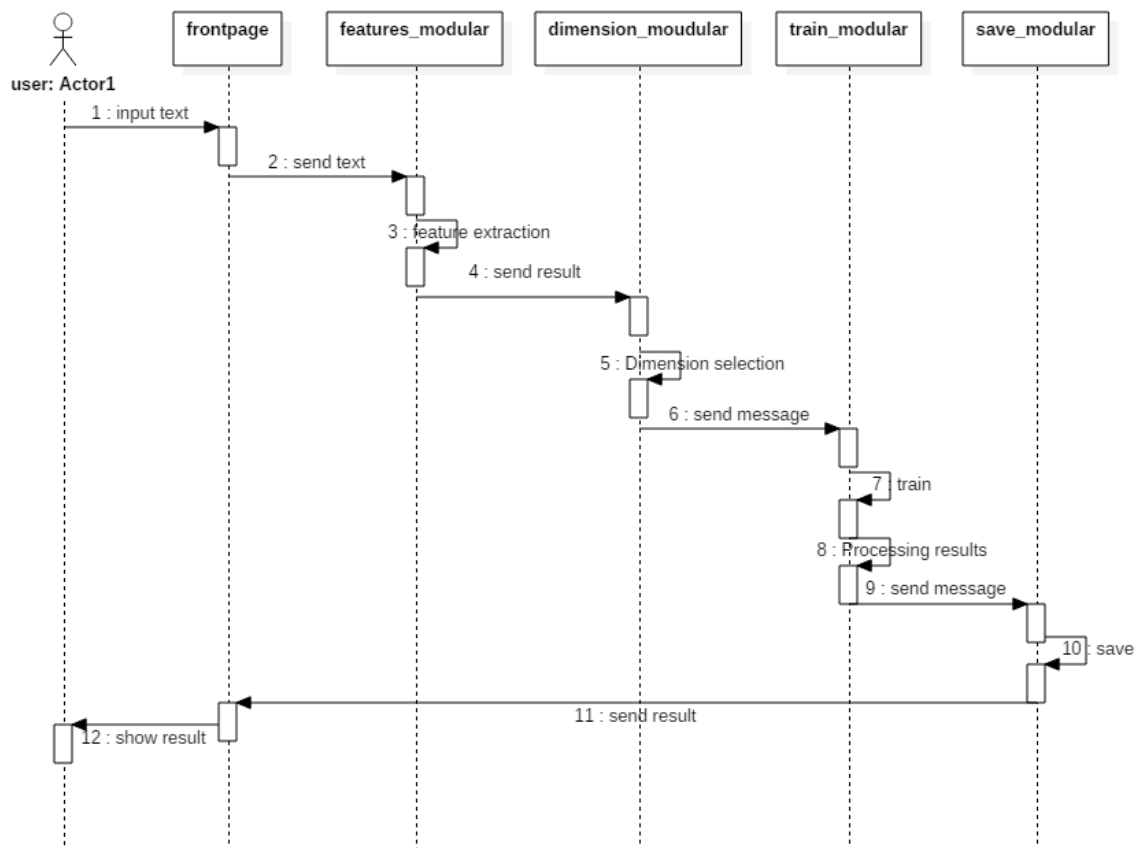 frontpage
features_modular
dimension_moudular
train_modular
save_modular
user: Actor1
1 : input text
2 : send text
3 : feature extraction
4 : send result
5 : Dimension selection
6 : send message
7 : train
8 : Processing results
9 : send message
10 : save
11 : send result
12 : show result